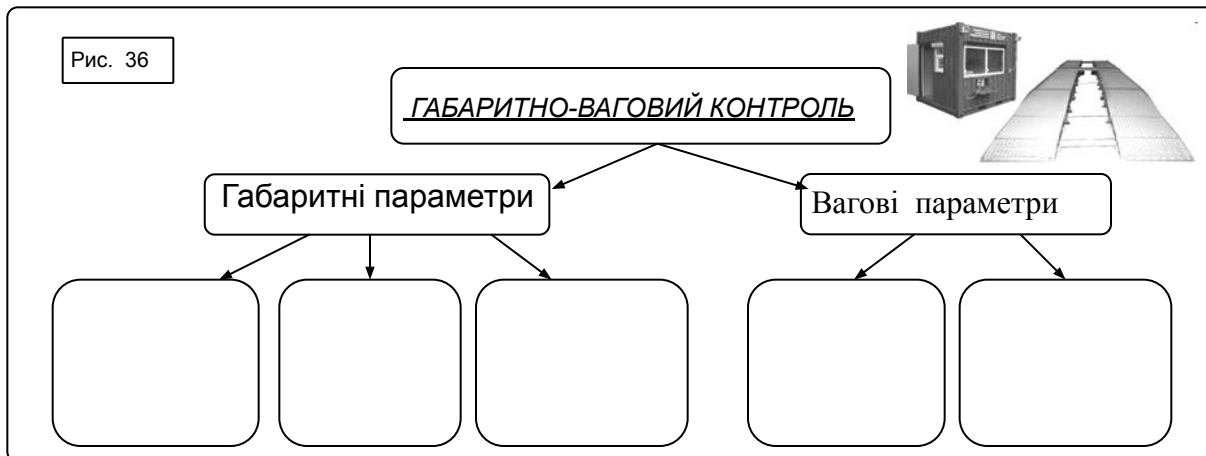 Рис. 36
ГАБАРИТНО-ВАГОВИЙ КОНТРОЛЬ
Габаритні параметри
Вагові параметри